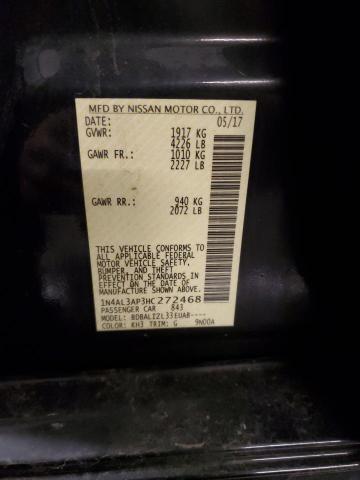 MFD BY NISSAN MOTOR CO., LTD.
DATE: 05/17
GVWR: 1917 KG
4226 LB
GAWR FR.: 1010 KG
2227 LB
GAWR RR.: 940 KG
2072 LB
THIS VEHICLE CONFORMS TO
ALL APPLICABLE FEDERAL
MOTOR VEHICLE SAFETY,
BUMPER, AND THEFT
PREVENTION STANDARDS IN
EFFECT ON THE DATE OF
MANUFACTURE SHOWN ABOVE.
1N4AL3AP3HC272468
PASSENGER CAR 843
MODEL: BDBALIZL33EUAB----
COLOR: KH3 TRIM: G 9N00A